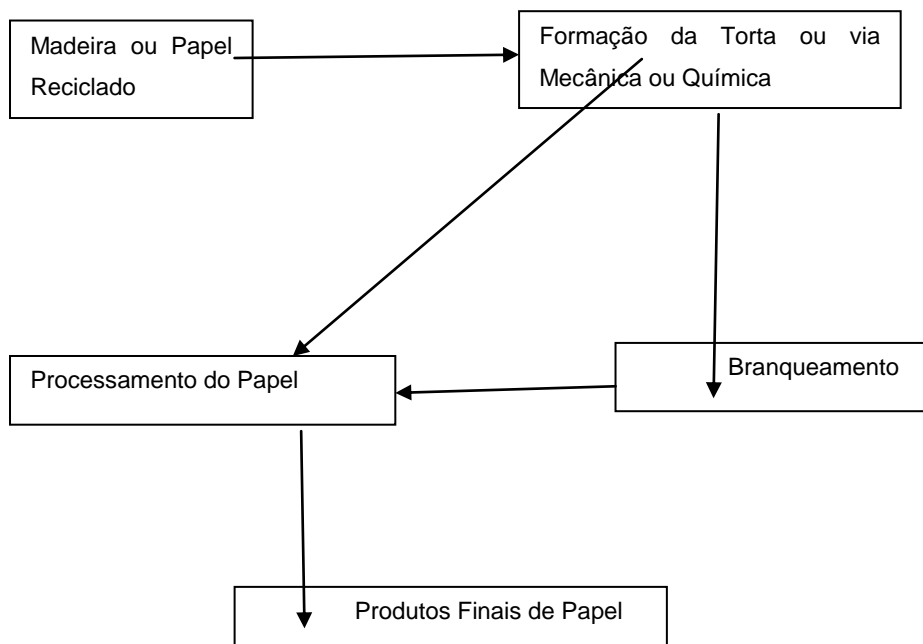 Madeira ou Papel
Reciclado
Formação da Torta ou via
Mecânica ou Química
Processamento do Papel
Branqueamento
Produtos Finais de Papel